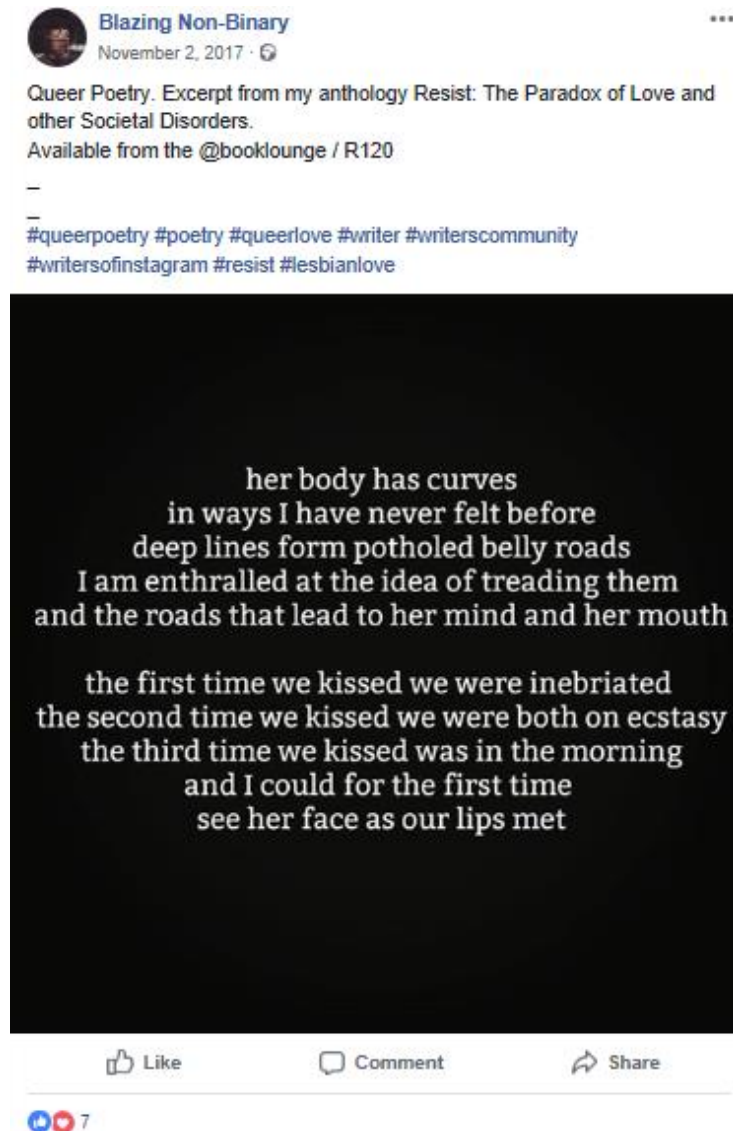 Blazing Non-Binary
November 2, 2017 ·
Queer Poetry. Excerpt from my anthology Resist: The Paradox of Love and
other Societal Disorders.
Available from the @booklounge / R120
_
_
#queerpoetry #poetry #queerlove #writer #writerscommunity
#writersofinstagram #resist #lesbianlove
her body has curves
in ways I have never felt before
deep lines form potholed belly roads
I am enthralled at the idea of treading them
and the roads that lead to her mind and her mouth
the first time we kissed we were inebriated
the second time we kissed we were both on ecstasy
the third time we kissed was in the morning
and I could for the first time
see her face as our lips met
Like Comment Share
7